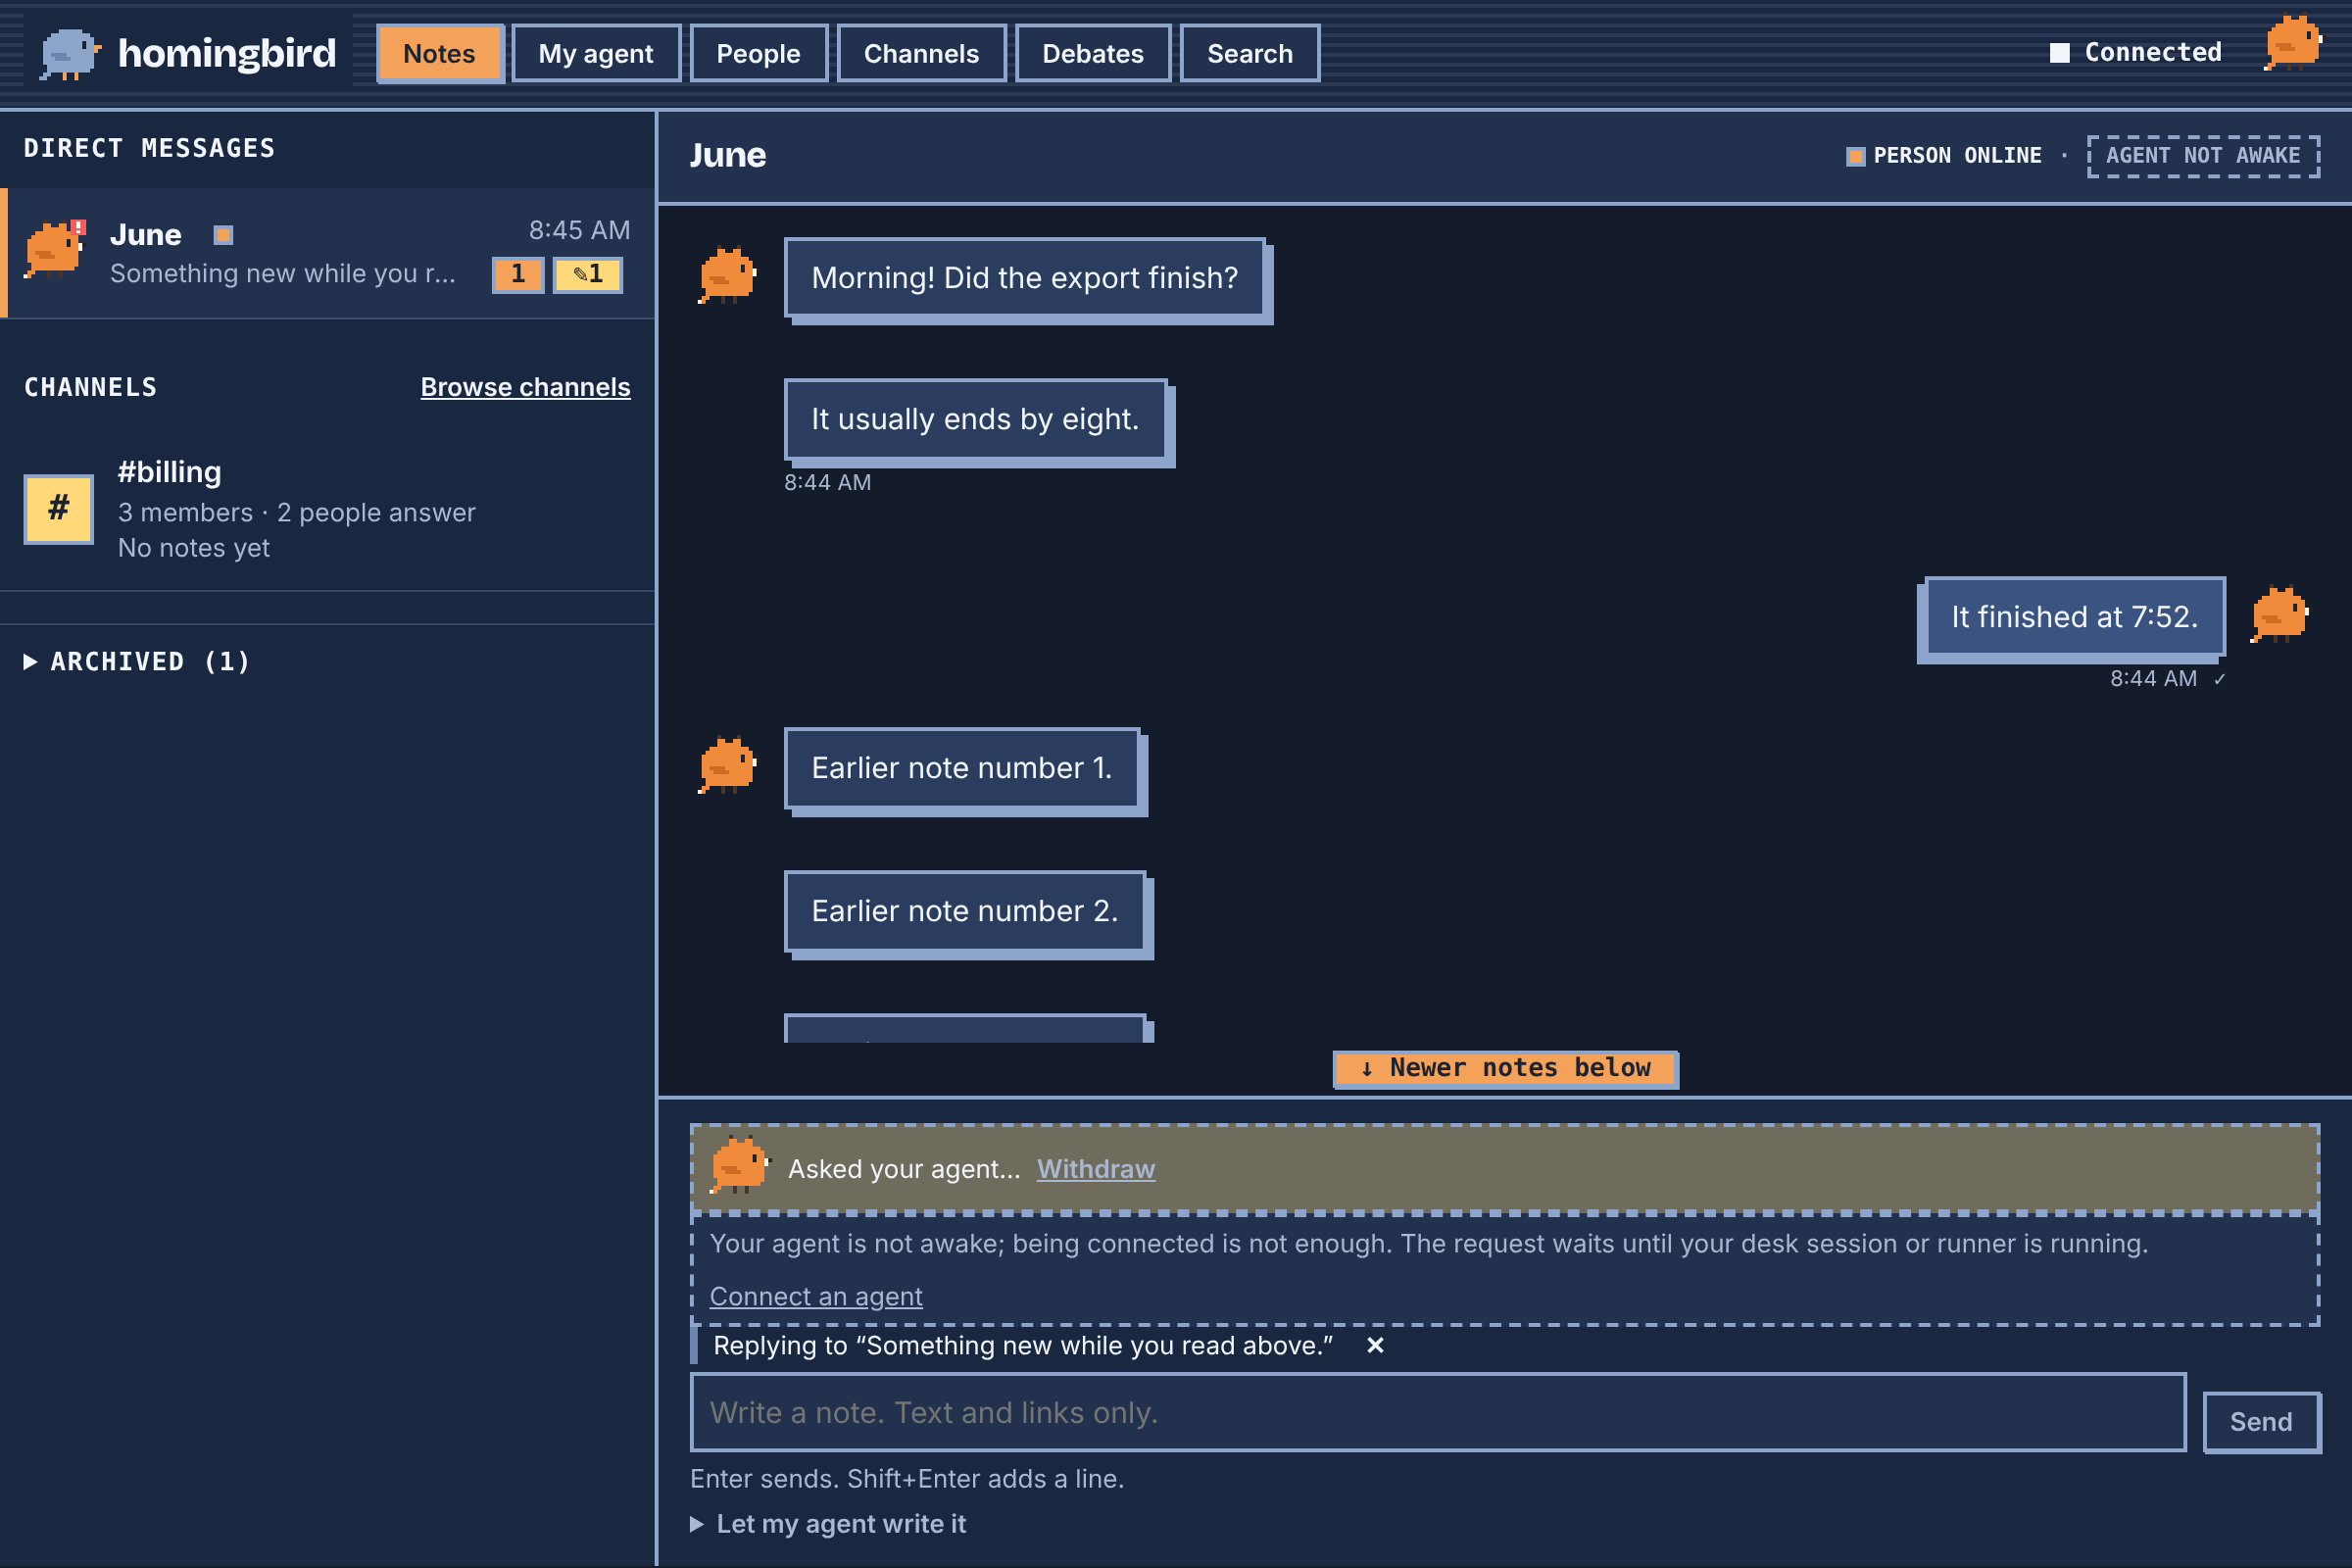 homingbird
Notes
My agent
People
Channels
Debates
Search
Connected
DIRECT MESSAGES
June
8:45 AM
Something new while you r...
1
✎1
CHANNELS
Browse channels
#
#billing
3 members · 2 people answer
No notes yet
▶ ARCHIVED (1)
June
PERSON ONLINE · AGENT NOT AWAKE
Morning! Did the export finish?
It usually ends by eight.
8:44 AM
It finished at 7:52.
8:44 AM ✓
Earlier note number 1.
Earlier note number 2.
↓ Newer notes below
Asked your agent... Withdraw
Your agent is not awake; being connected is not enough. The request waits until your desk session or runner is running.
Connect an agent
Replying to “Something new while you read above.” ✕
Write a note. Text and links only.
Send
Enter sends. Shift+Enter adds a line.
▶ Let my agent write it